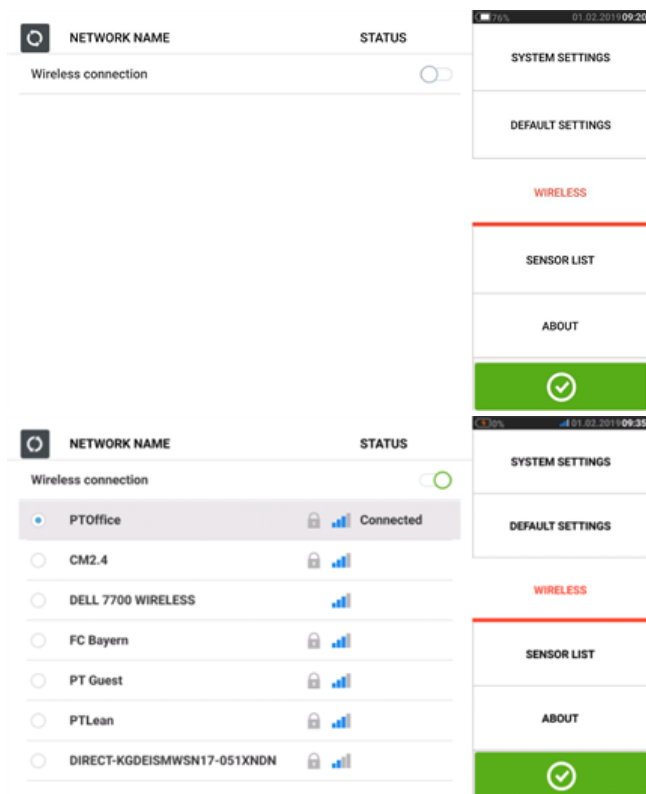 76% 01.02.2019 09:20
NETWORK NAME STATUS
Wireless connection
SYSTEM SETTINGS
DEFAULT SETTINGS
WIRELESS
SENSOR LIST
ABOUT
0% 01.02.2019 09:35
NETWORK NAME STATUS
Wireless connection
PTOffice Connected
CM2.4
DELL 7700 WIRELESS
FC Bayern
PT Guest
PTLean
DIRECT-KGDEISMWSN17-051XNDN
SYSTEM SETTINGS
DEFAULT SETTINGS
WIRELESS
SENSOR LIST
ABOUT